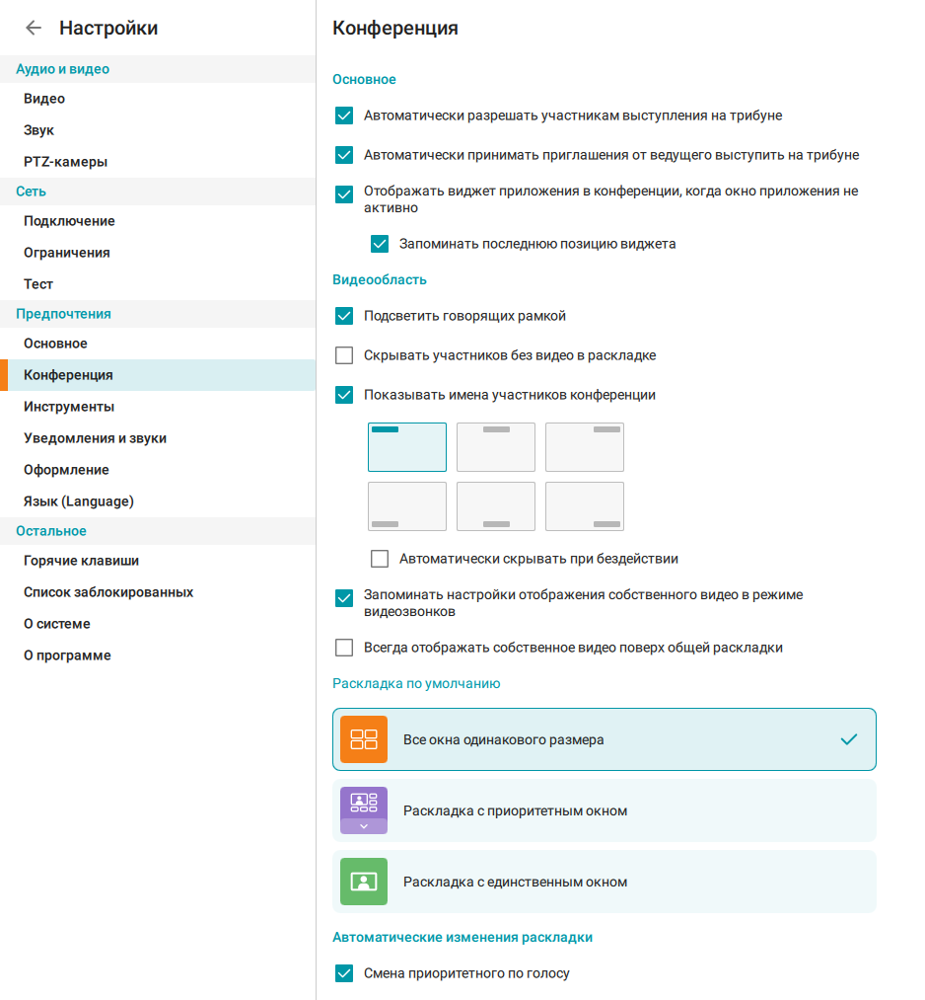 Настройки
Аудио и видео
Видео
Звук
PTZ-камеры
Сеть
Подключение
Ограничения
Тест
Предпочтения
Основное
Конференция
Инструменты
Уведомления и звуки
Оформление
Язык (Language)
Остальное
Горячие клавиши
Список заблокированных
О системе
О программе
Конференция
Основное
Автоматически разрешать участникам выступления на трибуне
Автоматически принимать приглашения от ведущего выступить на трибуне
Отображать виджет приложения в конференции, когда окно приложения не
активно
Запоминать последнюю позицию виджета
Видеообласть
Подсветить говорящих рамкой
Скрывать участников без видео в раскладке
Показывать имена участников конференции
Автоматически скрывать при бездействии
Запоминать настройки отображения собственного видео в режиме
видеозвонков
Всегда отображать собственное видео поверх общей раскладки
Раскладка по умолчанию
Все окна одинакового размера
Раскладка с приоритетным окном
Раскладка с единственным окном
Автоматические изменения раскладки
Смена приоритетного по голосу